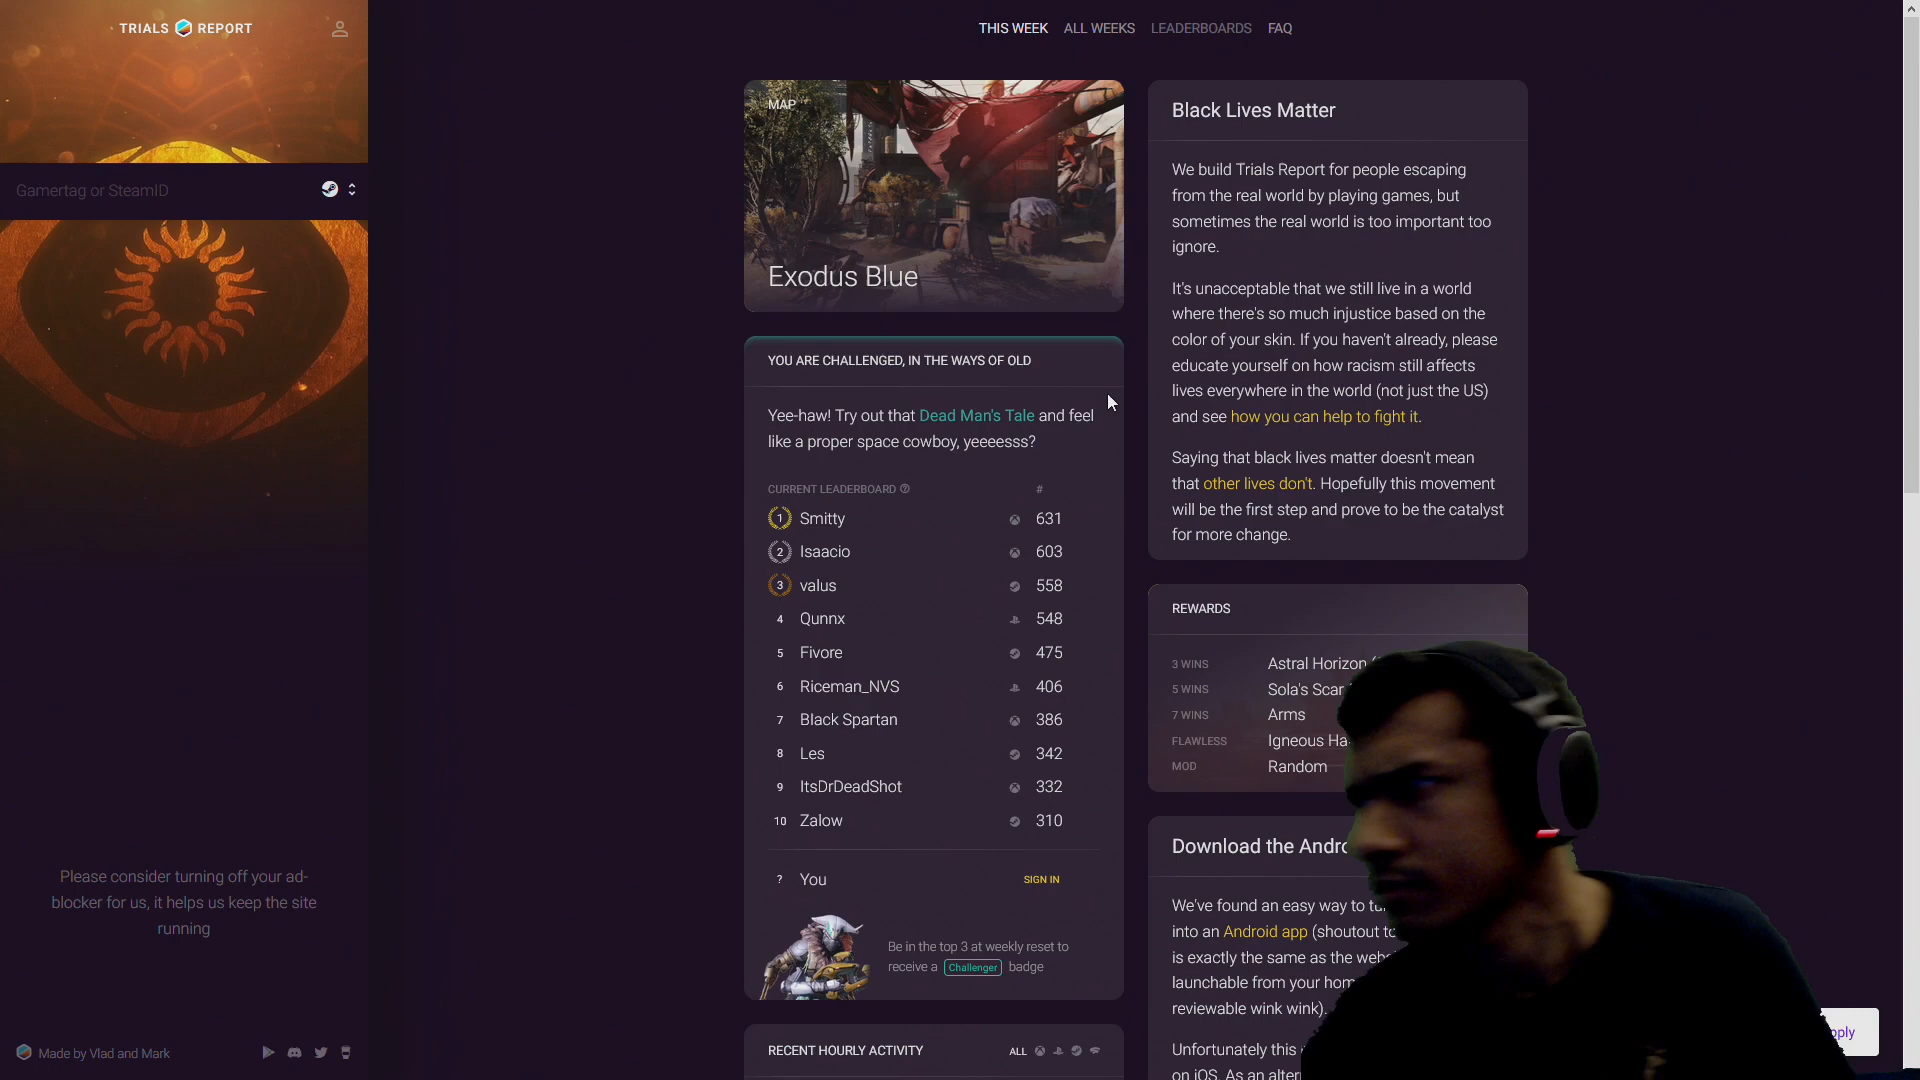 TRIALS REPORT
Gamertag or SteamID
Please consider turning off your ad-
blocker for us, it helps us keep the site
running
Made by Vlad and Mark
THIS WEEK ALL WEEKS LEADERBOARDS FAQ
MAP
Exodus Blue
YOU ARE CHALLENGED, IN THE WAYS OF OLD
Yee-haw! Try out that Dead Man's Tale and feel
like a proper space cowboy, yeeeesss?
CURRENT LEADERBOARD #
1 Smitty 631
2 Isaacio 603
3 valus 558
4 Qunnx 548
5 Fivore 475
6 Riceman_NVS 406
7 Black Spartan 386
8 Les 342
9 ItsDrDeadShot 332
10 Zalow 310
? You SIGN IN
Be in the top 3 at weekly reset to
receive a Challenger badge
RECENT HOURLY ACTIVITY ALL
Black Lives Matter
We build Trials Report for people escaping
from the real world by playing games, but
sometimes the real world is too important too
ignore.
It's unacceptable that we still live in a world
where there's so much injustice based on the
color of your skin. If you haven't already, please
educate yourself on how racism still affects
lives everywhere in the world (not just the US)
and see how you can help to fight it.
Saying that black lives matter doesn't mean
that other lives don't. Hopefully this movement
will be the first step and prove to be the catalyst
for more change.
REWARDS
3 WINS Astral Horizon
5 WINS Sola's Scar
7 WINS Arms
FLAWLESS Igneous
MOD Random
Download the
We've found an easy way to
into an Android app (shoutout to
is exactly the same as the
launchable from your
reviewable wink wink).
Unfortunately this
on iOS. As an